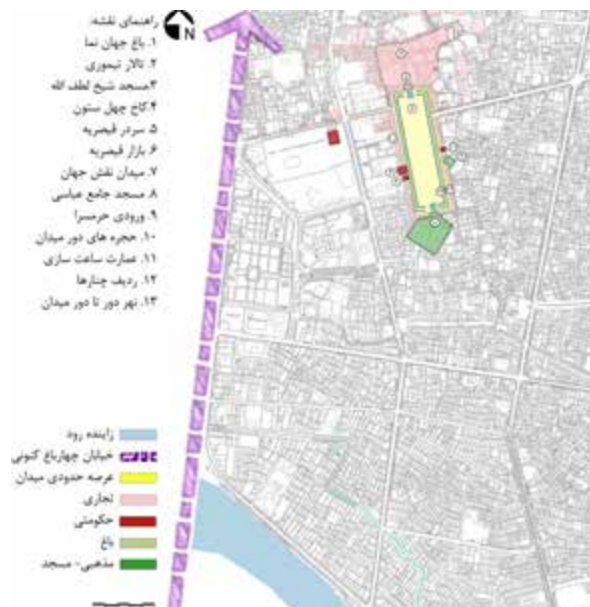 راهنمای نقشه:
N
۱. باغ جهان نما
۲. تالار تیموری
۳مسجد شیخ لطف الله
۴.کاخ چهل ستون
۵. سردر قیصریه
۶. بازار قیصریه
۷. میدان نقش جهان
۸. مسجد جامع عباسی
۹. ورودی حرمسرا
۱۰. حجره های دور میدان
۱۱. عمارت ساعت سازی
۱۲. ردیف چنارها
۱۳. نهر دور تا دور میدان
زاینده رود
خیابان چهارباغ کنونی
عرصه حدودی میدان
تجاری
حکومتی
باغ
مذهبی- مسجد